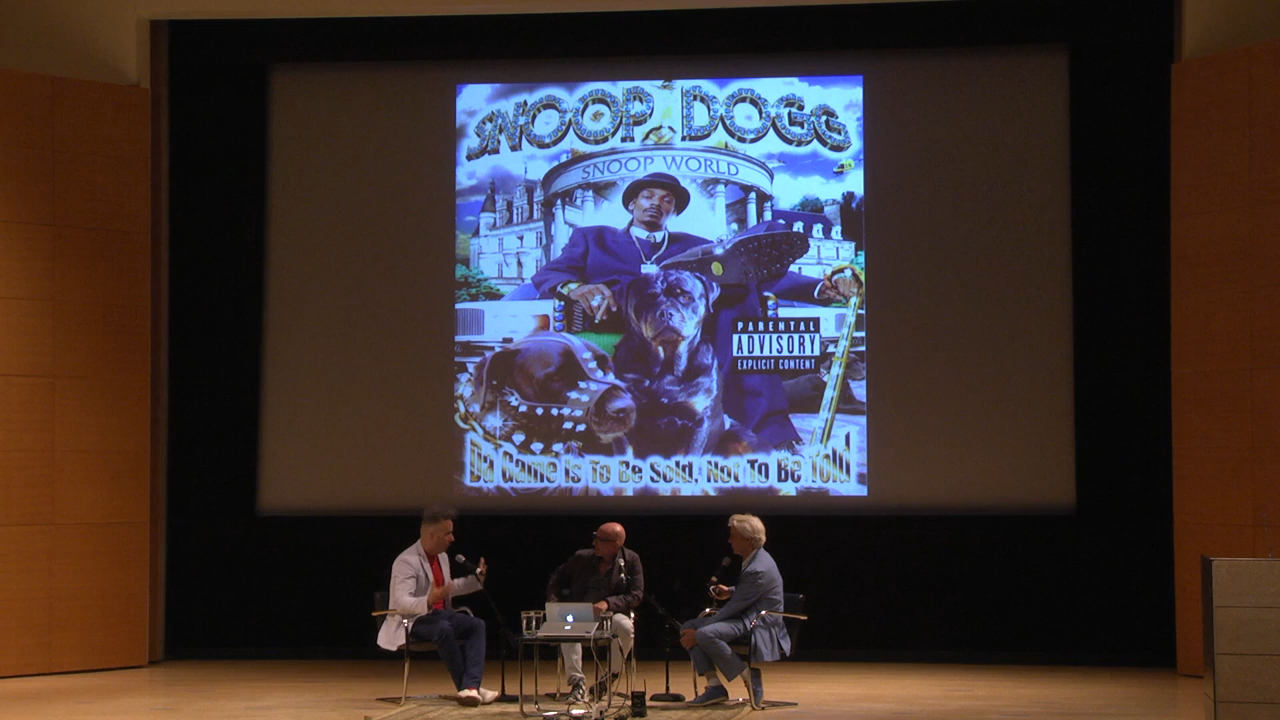 SNOOP DOGG
SNOOP WORLD
PARENTAL
ADVISORY
EXPLICIT CONTENT
Da Game Is To Be Sold, Not To Be Told